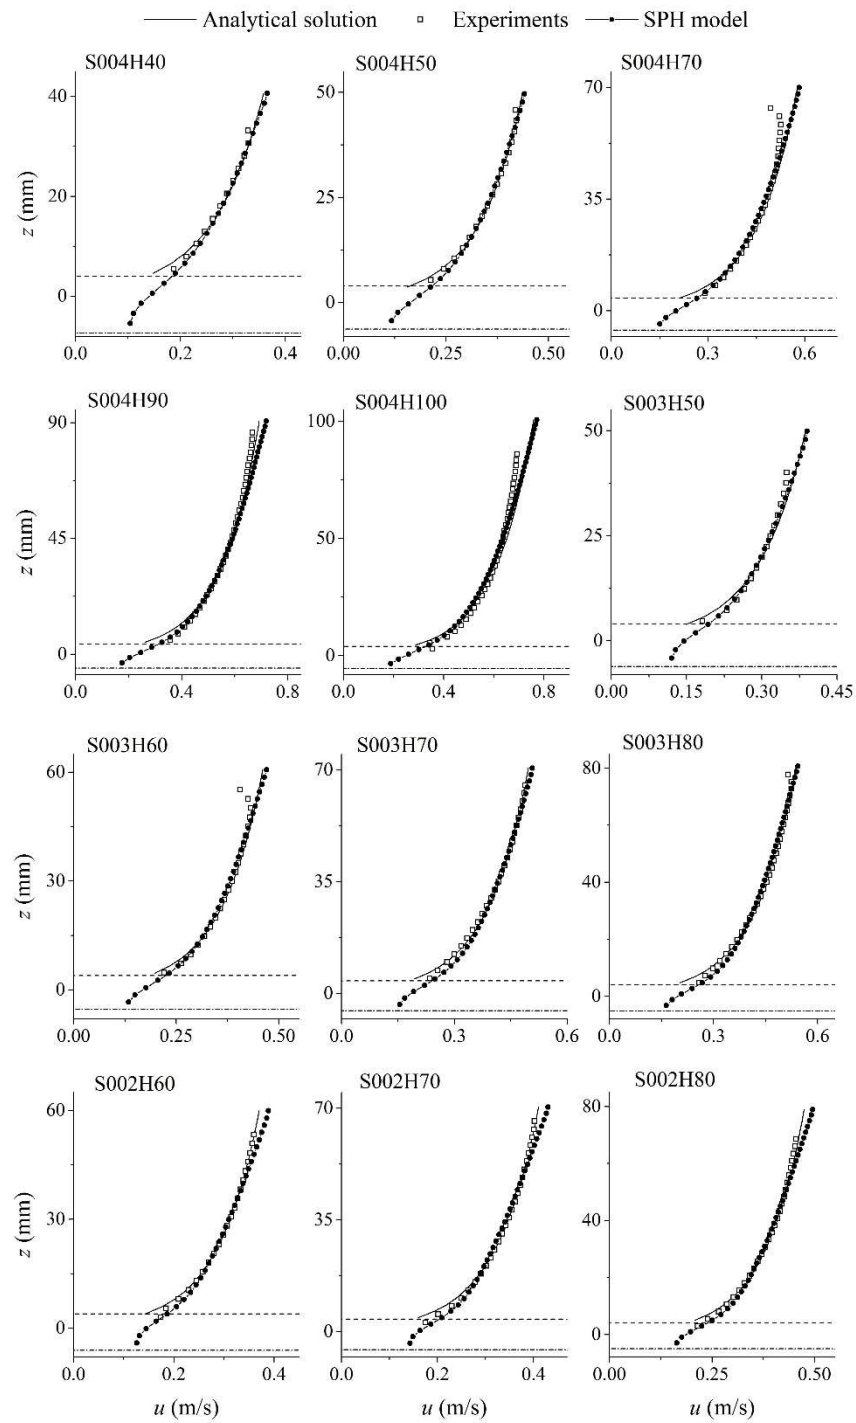 Analytical solution Experiments SPH model
S004H40 S004H50 S004H70
40 50 70
20 25 35
0 0 0
z (mm)
0.0 0.2 0.4 0.00 0.25 0.50 0.0 0.3 0.6
S004H90 S004H100 S003H50
90 100 50
45 50 25
0 0 0
z (mm)
0.0 0.4 0.8 0.0 0.4 0.8 0.00 0.15 0.30 0.45
S003H60 S003H70 S003H80
60 70 80
30 35 40
0 0 0
z (mm)
0.00 0.25 0.50 0.0 0.3 0.6 0.0 0.3 0.6
S002H60 S002H70 S002H80
60 70 80
30 35 40
0 0 0
z (mm)
0.0 0.2 0.4 0.0 0.2 0.4 0.00 0.25 0.50
u (m/s) u (m/s) u (m/s)